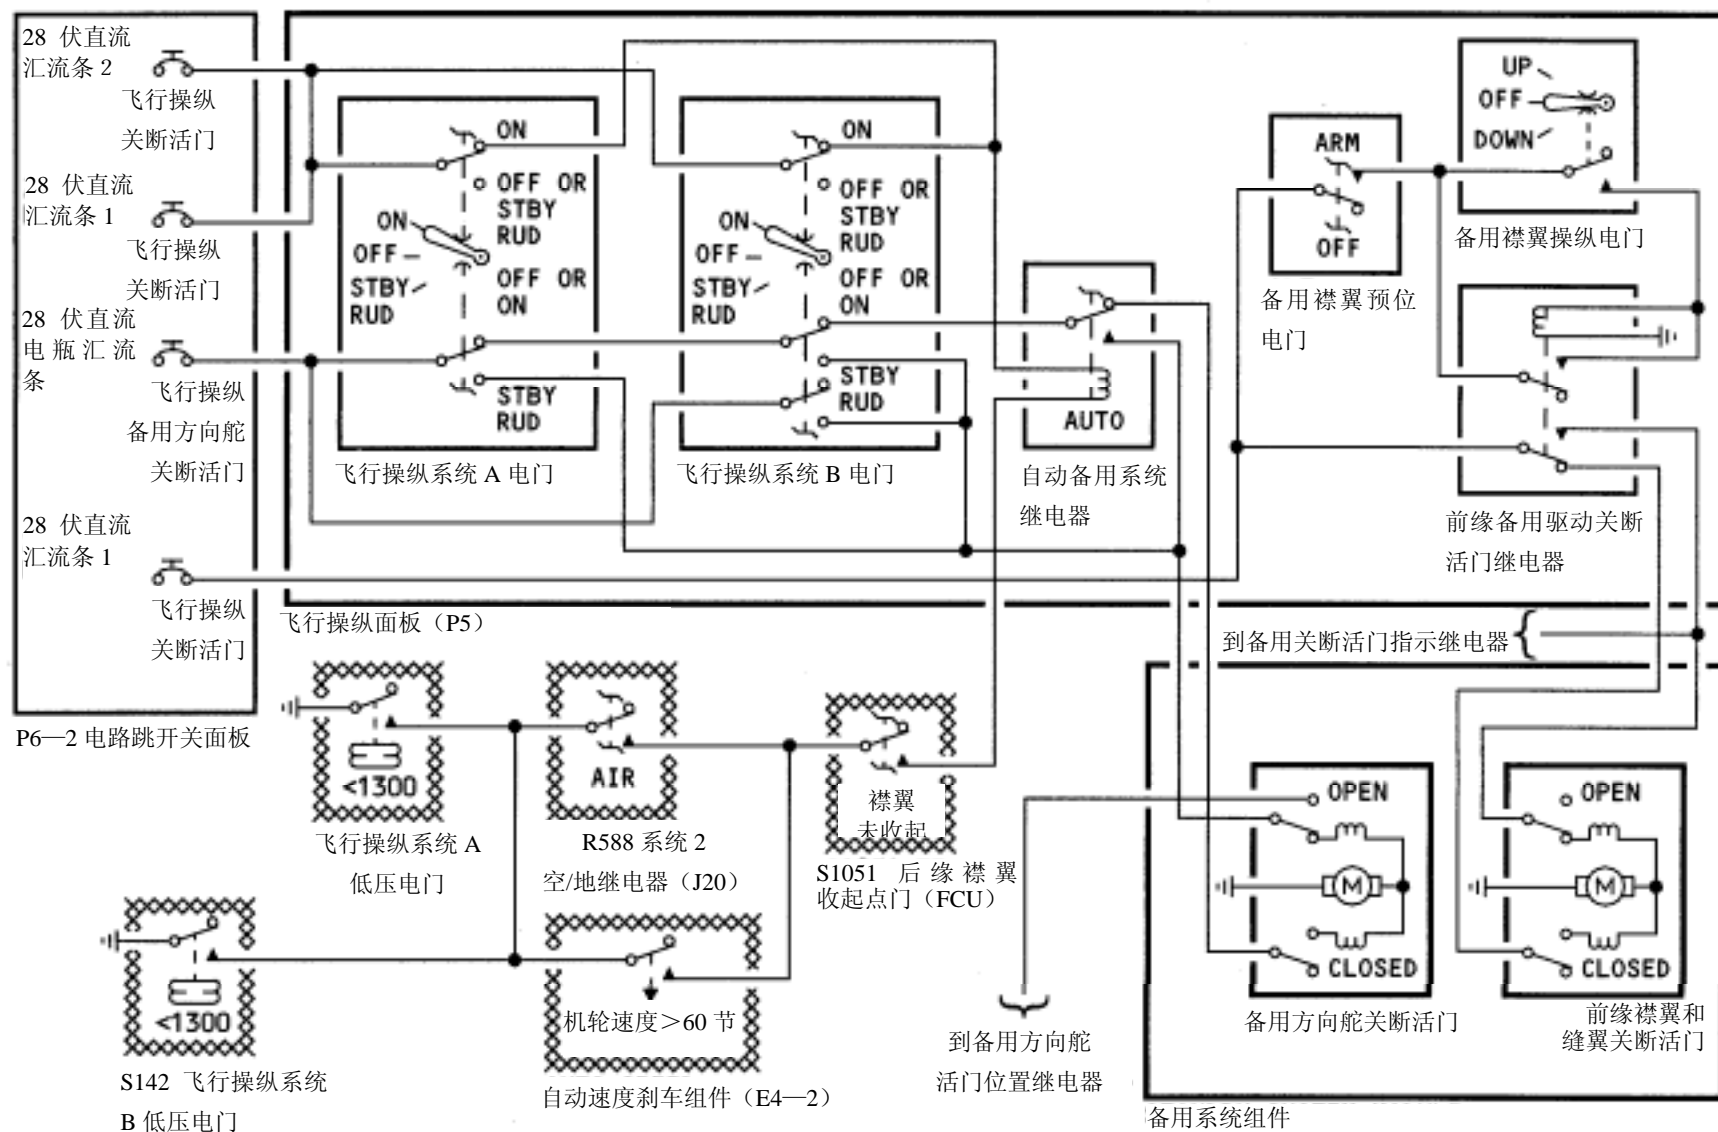 28 伏直流
汇流条 2
飞行操纵
关断活门
28 伏直流
汇流条 1
飞行操纵
关断活门
28 伏直流
电瓶汇流
条
飞行操纵
备用方向舵
关断活门
28 伏直流
汇流条 1
飞行操纵
关断活门
P6—2 电路跳开关面板
ON
OFF OR
STBY
RUD
ON
OFF
STBY
RUD
OFF OR
ON
STBY
RUD
飞行操纵系统 A 电门
ON
OFF OR
STBY
RUD
ON
OFF
STBY
RUD
OFF OR
ON
STBY
RUD
飞行操纵系统 B 电门
AUTO
自动备用系统
继电器
ARM
OFF
备用襟翼预位
电门
UP
OFF
DOWN
备用襟翼操纵电门
前缘备用驱动关断
活门继电器
飞行操纵面板（P5）
到备用关断活门指示继电器
<1300
飞行操纵系统 A
低压电门
AIR
R588 系统 2
空/地继电器（J20）
襟翼
未收起
S1051 后缘襟翼
收起点门（FCU）
<1300
S142 飞行操纵系统
B 低压电门
机轮速度＞60 节
自动速度刹车组件（E4—2）
到备用方向舵
活门位置继电器
OPEN
M
CLOSED
备用方向舵关断活门
OPEN
M
CLOSED
前缘襟翼和
缝翼关断活门
备用系统组件